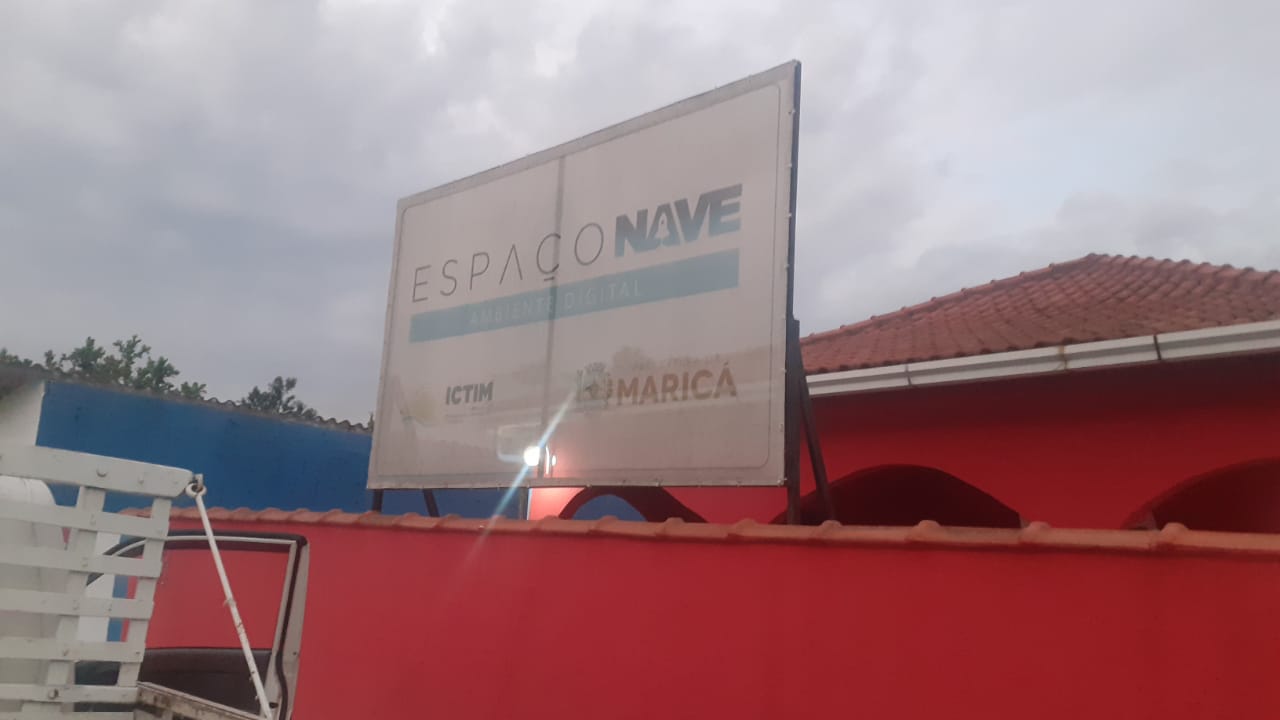 ESPAÇO NAVE
AMBIENTE DIGITAL
ICTIM
MARICÁ